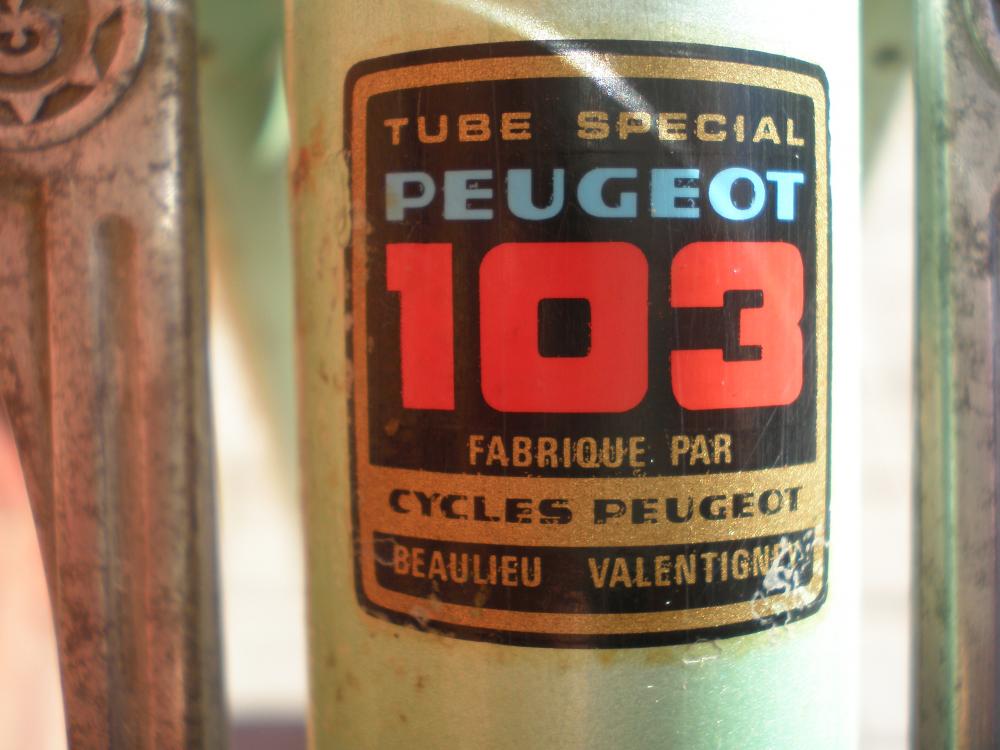 TUBE SPECIAL
PEUGEOT
103
FABRIQUE PAR
CYCLES PEUGEOT
BEAULIEU